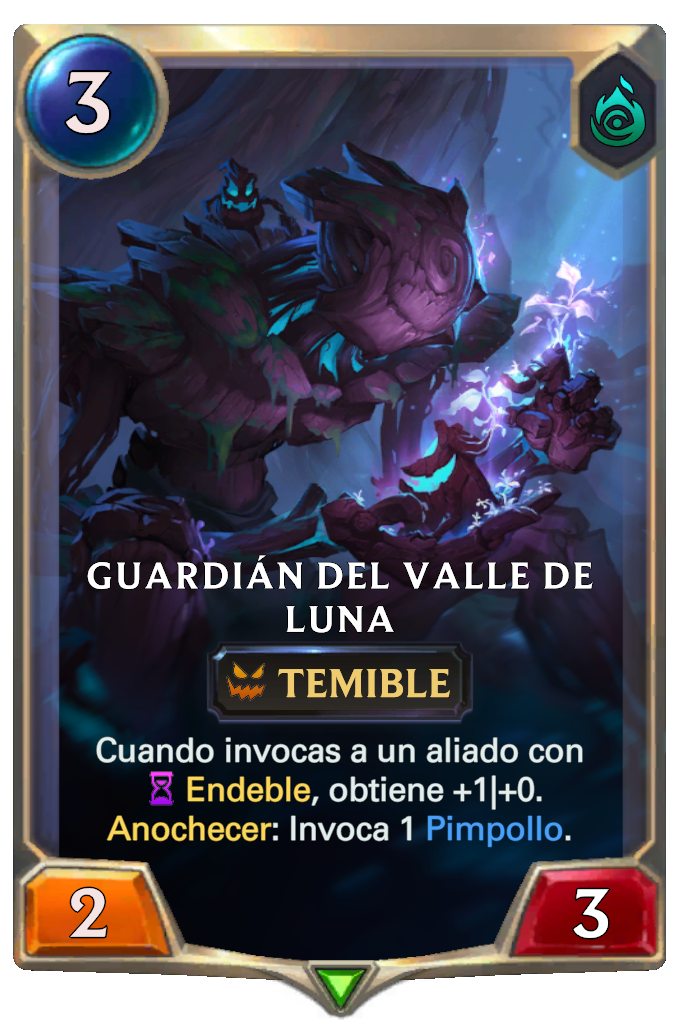 3
GUARDIÁN DEL VALLE DE
LUNA
TEMIBLE
Cuando invocas a un aliado con
Endeble, obtiene +1|+0.
Anochecer: Invoca 1 Pimpollo.
2
3